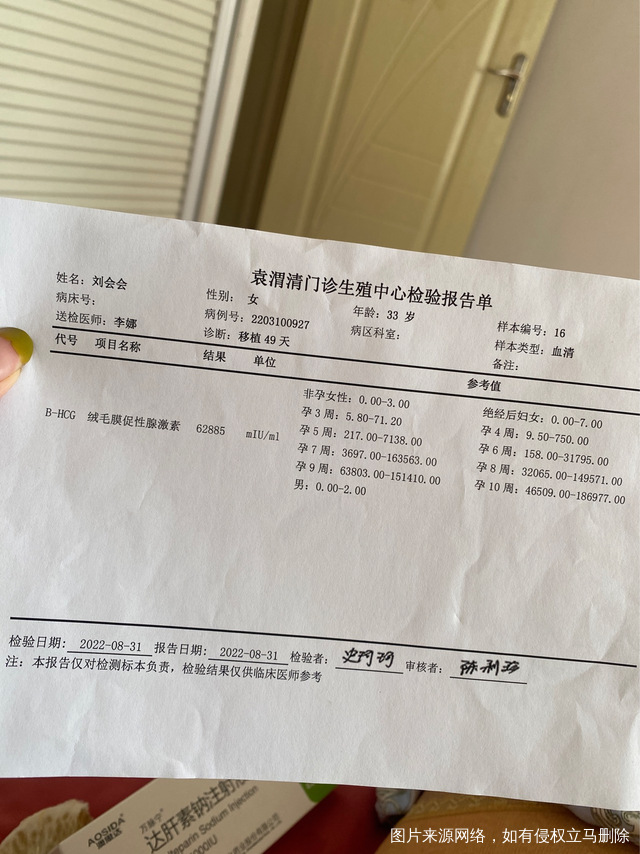 袁渭清门诊生殖中心检验报告单
姓名：刘会会 性别： 女 年龄：33 岁 样本编号：16
病床号： 病例号：2203100927 病区科室： 样本类型：血清
送检医师：李娜 诊断：移植 49 天 备注：
代号 项目名称 结果 单位 参考值
B-HCG 绒毛膜促性腺激素 62885 mIU/ml
非孕女性：0.00-3.00 绝经后妇女：0.00-7.00
孕 3 周：5.80-71.20 孕 4 周：9.50-750.00
孕 5 周：217.00-7138.00 孕 6 周：158.00-31795.00
孕 7 周：3697.00-163563.00 孕 8 周：32065.00-149571.00
孕 9 周：63803.00-151410.00 孕 10 周：46509.00-186977.00
男：0.00-2.00
检验日期：2022-08-31 报告日期：2022-08-31 检验者： 审核者：
注：本报告仅对检测标本负责，检验结果仅供临床医师参考
AOSIDA
万脉宁
达肝素钠注射
teparin Sodium Injection
000IU
图片来源网络，如有侵权立马删除